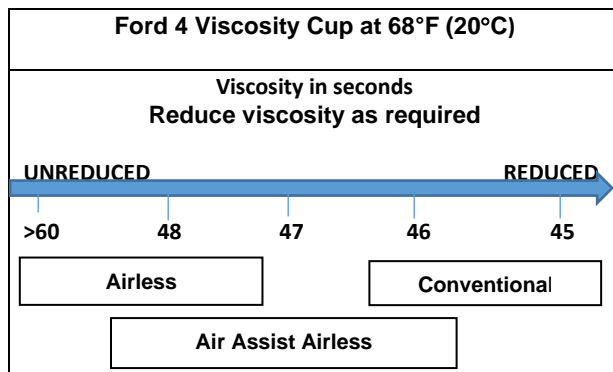 Ford 4 Viscosity Cup at 68°F (20°C)
Viscosity in seconds
Reduce viscosity as required
UNREDUCED REDUCED
>60 48 47 46 45
Airless Conventional
Air Assist Airless